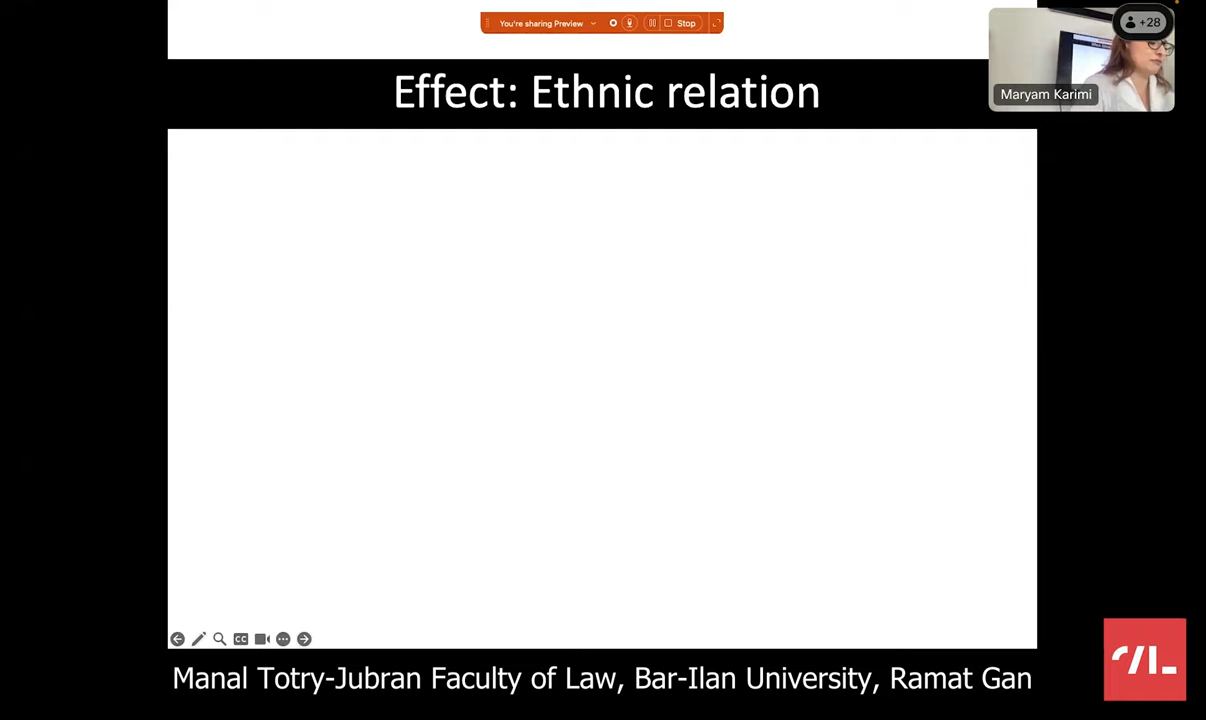 You're sharing Preview
Stop
+28
Maryam Karimi
Effect: Ethnic relation
CC
Manal Totry-Jubran Faculty of Law, Bar-Ilan University, Ramat Gan